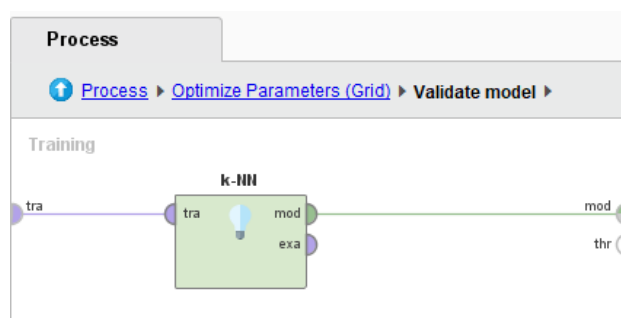 Process
Process Optimize Parameters (Grid) Validate model
Training
k-NN
tra tra mod mod
exa thr